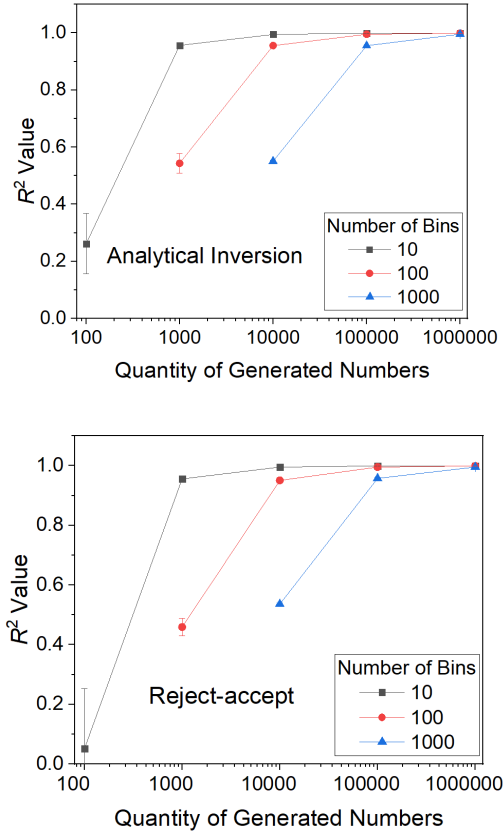 1.0
0.8
0.6
0.4
0.2
0.0
R² Value
Analytical Inversion
Number of Bins
10
100
1000
100 1000 10000 100000 1000000
Quantity of Generated Numbers
1.0
0.8
0.6
0.4
0.2
0.0
R² Value
Reject-accept
Number of Bins
10
100
1000
100 1000 10000 100000 1000000
Quantity of Generated Numbers